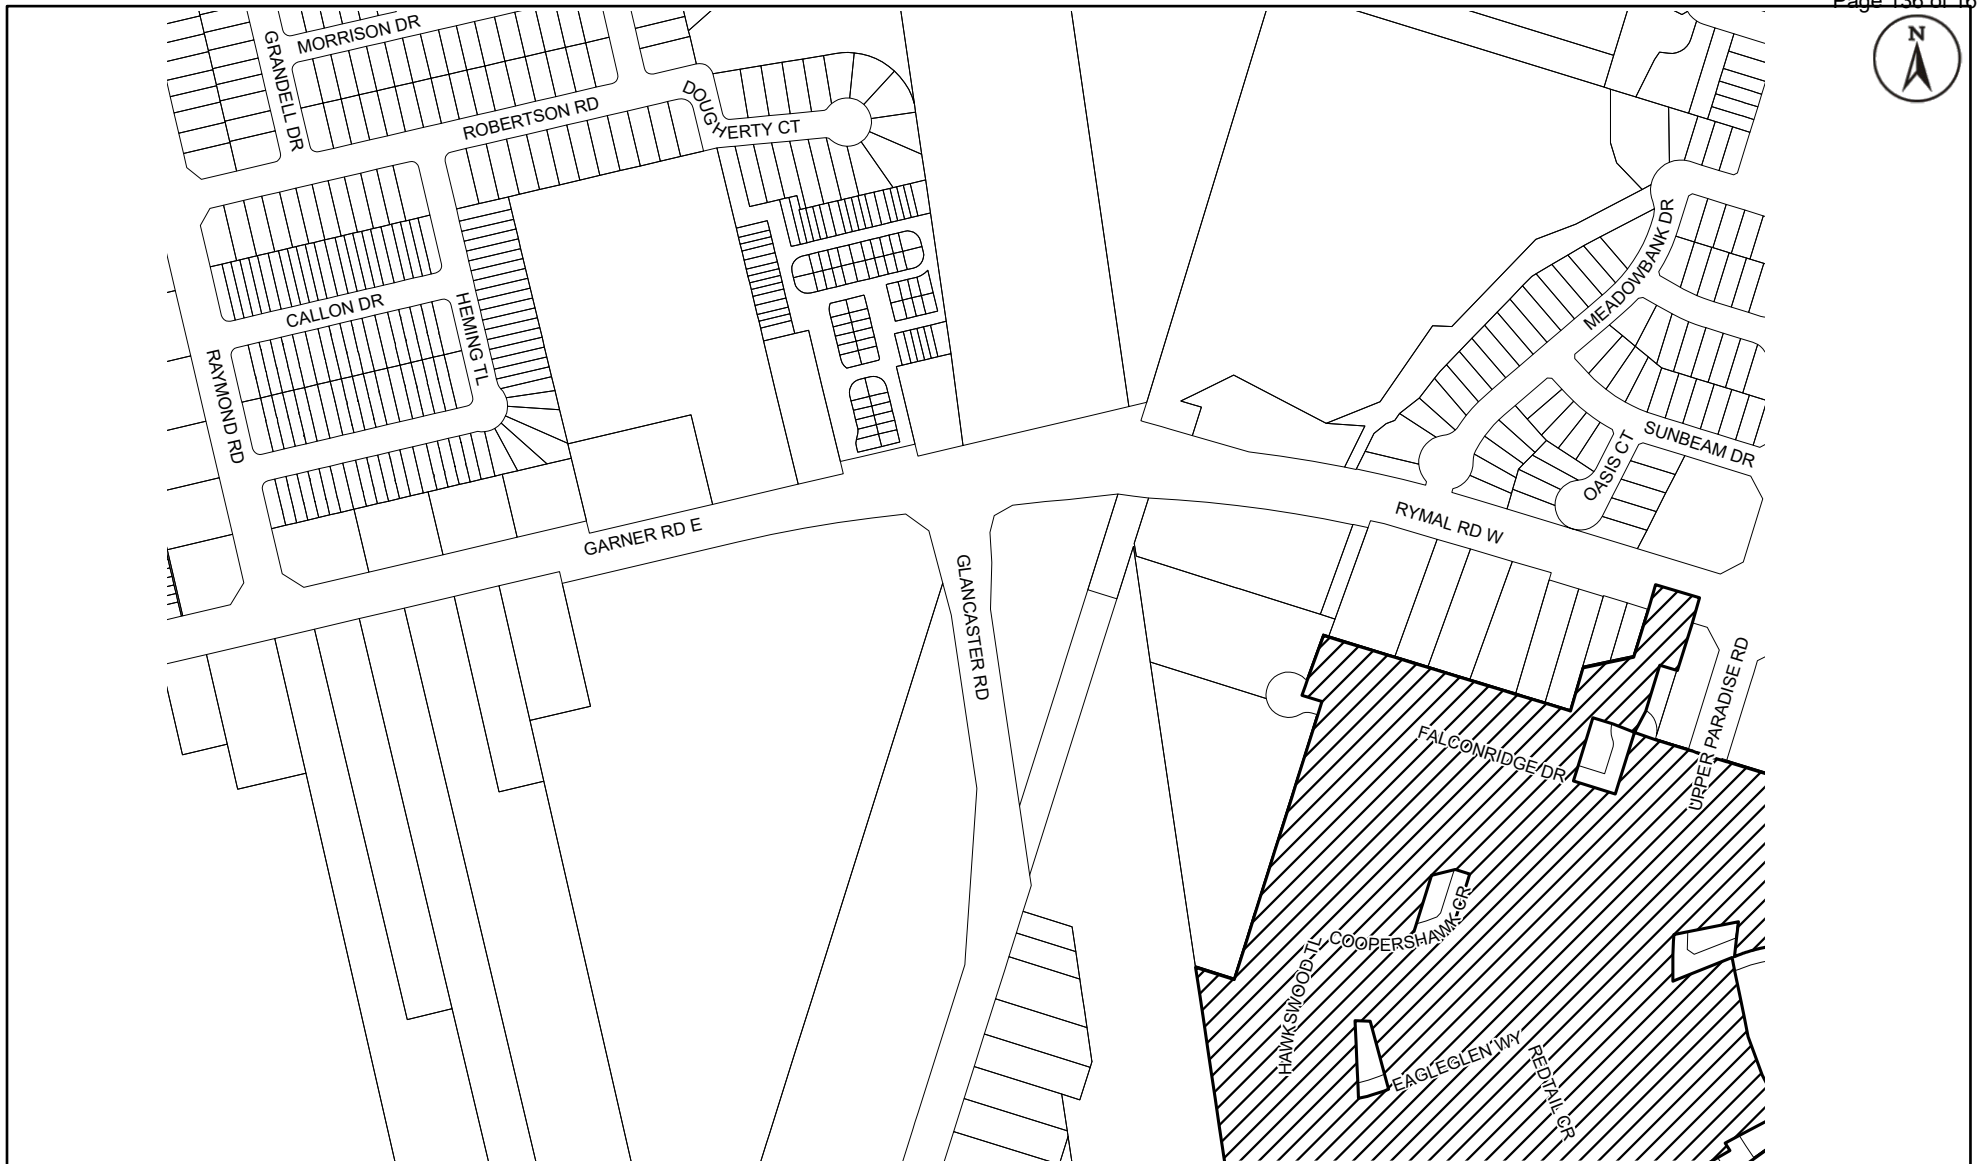 Page 136 of 16
N
MORRISON DR
GRANDELL DR
ROBERTSON RD
DOUGHERTY CT
MEADOWBANK DR
CALLON DR
HEMING TL
RAYMOND RD
SUNBEAM DR
OASIS CT
RYMAL RD W
GARNER RD E
GLANCASTER RD
UPPER PARADISE RD
FALCONRIDGE DR
COOPERSHAWK CR
HAWKSWOOD TL
EAGLEGLEN WY
REDTAIL CR